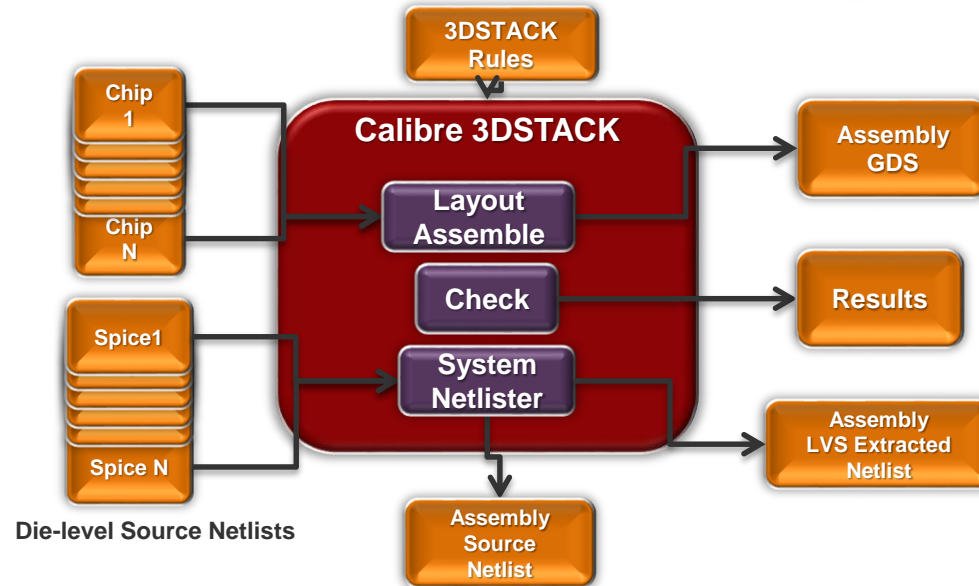 3DSTACK
Rules
Chip
1
Chip
N
Calibre 3DSTACK
Layout
Assemble
Check
System
Netlister
Assembly
GDS
Results
Spice1
Spice N
Assembly
LVS Extracted
Netlist
Die-level Source Netlists
Assembly
Source
Netlist